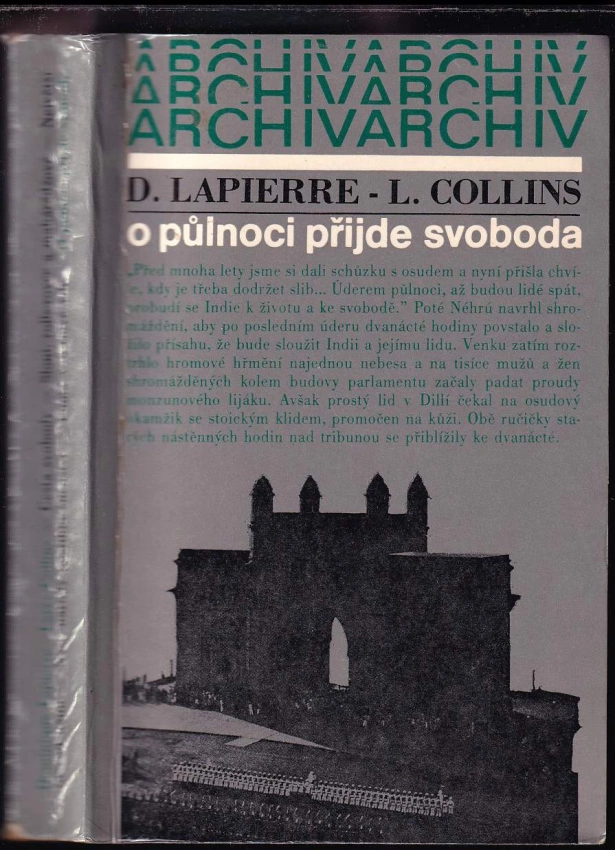 ARCHIVARCHIV
ARCHIVARCHIV
ARCHIVARCHIV
D. LAPIERRE - L. COLLINS
o půlnoci přijde svoboda
„Před mnoha lety jsme si dali schůzku s osudem a nyní přišla chví-
le, kdy je třeba dodržet slib... Úderem půlnoci, až budou lidé spát,
probudí se Indie k životu a ke svobodě.” Poté Néhrú navrhl shro-
máždění, aby po posledním úderu dvanácté hodiny povstalo a slo-
žilo přísahu, že bude sloužit Indii a jejímu lidu. Venku zatím roz-
trhlo hromové hřmění najednou nebesa a na tisíce mužů a žen
shromážděných kolem budovy parlamentu začaly padat proudy
monzunového lijáku. Avšak prostý lid v Dillí čekal na osudový
okamžik se stoickým klidem, promočen na kůži. Obě ručičky sta-
rých nástěnných hodin nad tribunou se přiblížily ke dvanácté.